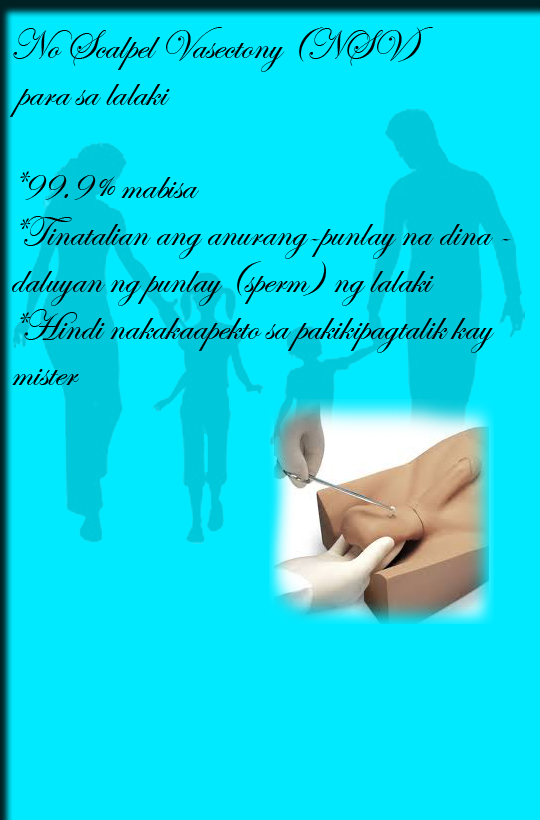 No Scalpel Vasectony (NSV)
para sa lalaki
*99.9% mabisa
*Tinatalian ang anurang-punlay na dina -
daluyan ng punlay (sperm) ng lalaki
*Hindi nakakaapekto sa pakikipagtalik kay
mister